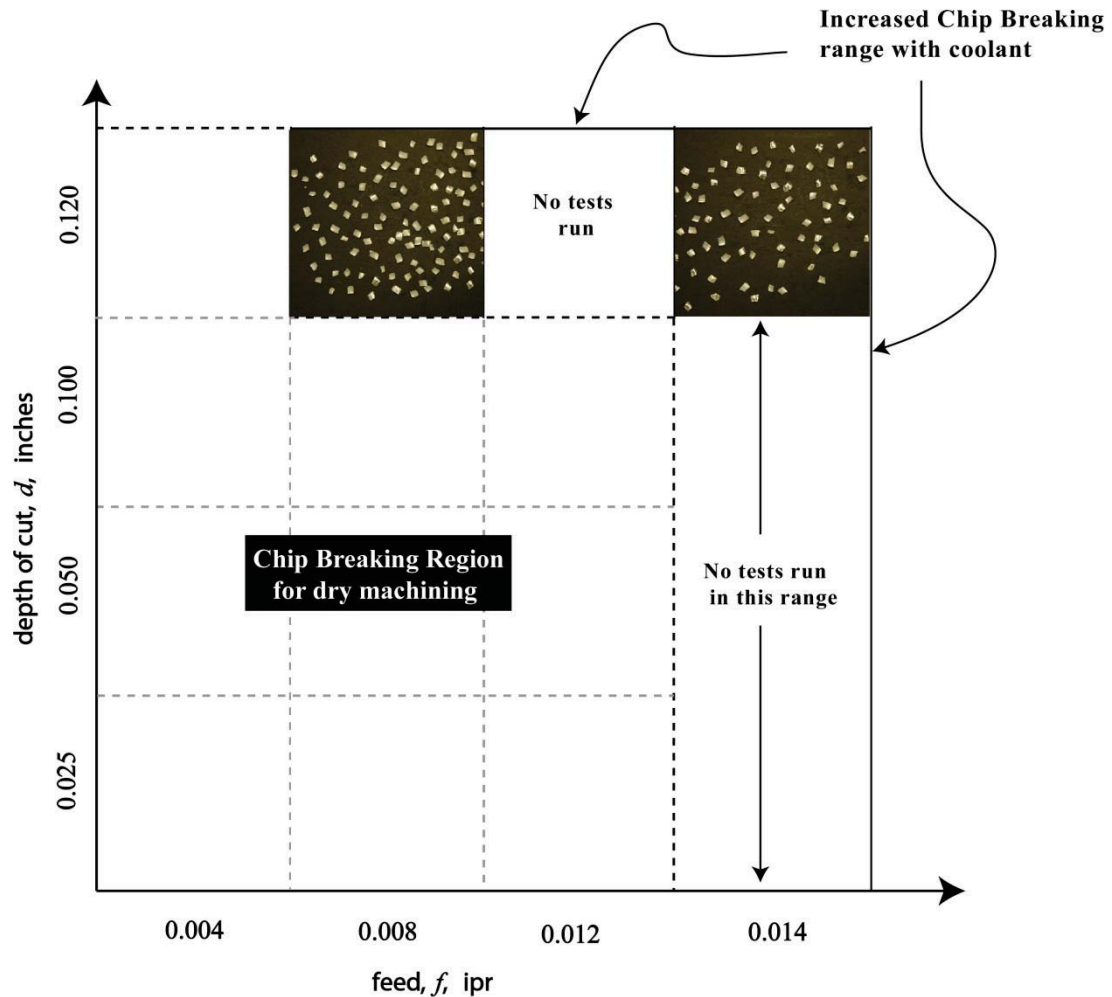 Increased Chip Breaking
range with coolant
No tests
run
0.120
0.100
0.050
0.025
depth of cut, d, inches
Chip Breaking Region
for dry machining
No tests run
in this range
0.004
0.008
0.012
0.014
feed, f, ipr